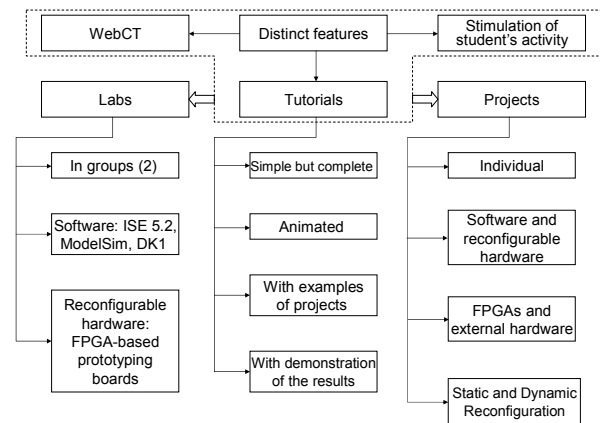 WebCT
Distinct features
Stimulation of
student's activity
Labs
Tutorials
Projects
In groups (2)
Simple but complete
Individual
Software: ISE 5.2,
ModelSim, DK1
Animated
Software and
reconfigurable
hardware
With examples
of projects
Reconfigurable
hardware:
FPGA-based
prototyping
boards
FPGAs and
external hardware
With demonstration
of the results
Static and Dynamic
Reconfiguration